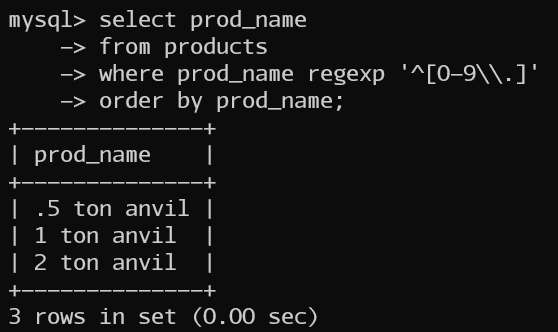 mysql> select prod_name
    -> from products
    -> where prod_name regexp '^[0-9\\.]'
    -> order by prod_name;
+--------------+
| prod_name    |
+--------------+
| .5 ton anvil |
| 1 ton anvil  |
| 2 ton anvil  |
+--------------+
3 rows in set (0.00 sec)